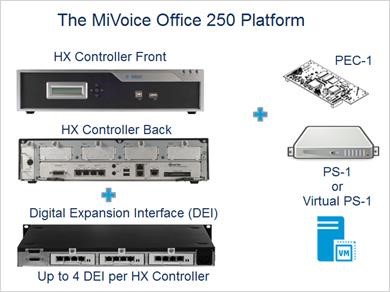 The MiVoice Office 250 Platform
HX Controller Front
PEC-1
HX Controller Back
PS-1
or
Virtual PS-1
Digital Expansion Interface (DEI)
VM
Up to 4 DEI per HX Controller